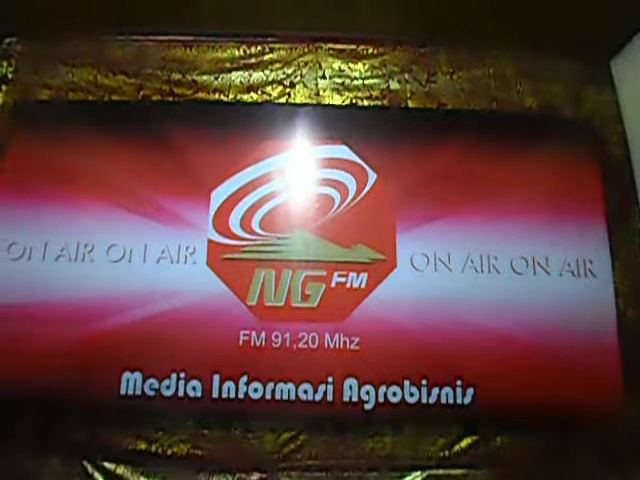 ON AIR ON AIR
NG FM
ON AIR ON AIR
FM 91,20 Mhz
Media Informasi Agrobisnis